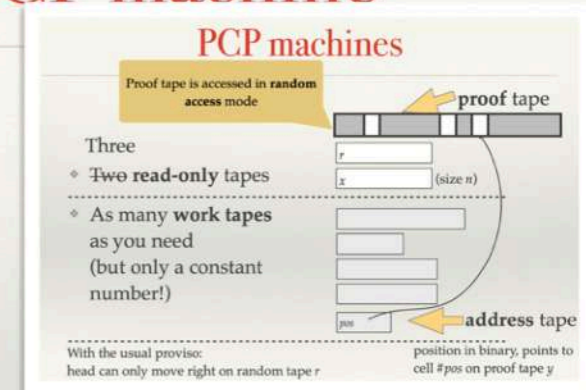 PCP machines
Proof tape is accessed in random
access mode
proof tape
Three
Two read-only tapes
r
x
(size n)
As many work tapes
as you need
(but only a constant
number!)
pos
address tape
With the usual proviso:
head can only move right on random tape r
position in binary, points to
cell #pos on proof tape y